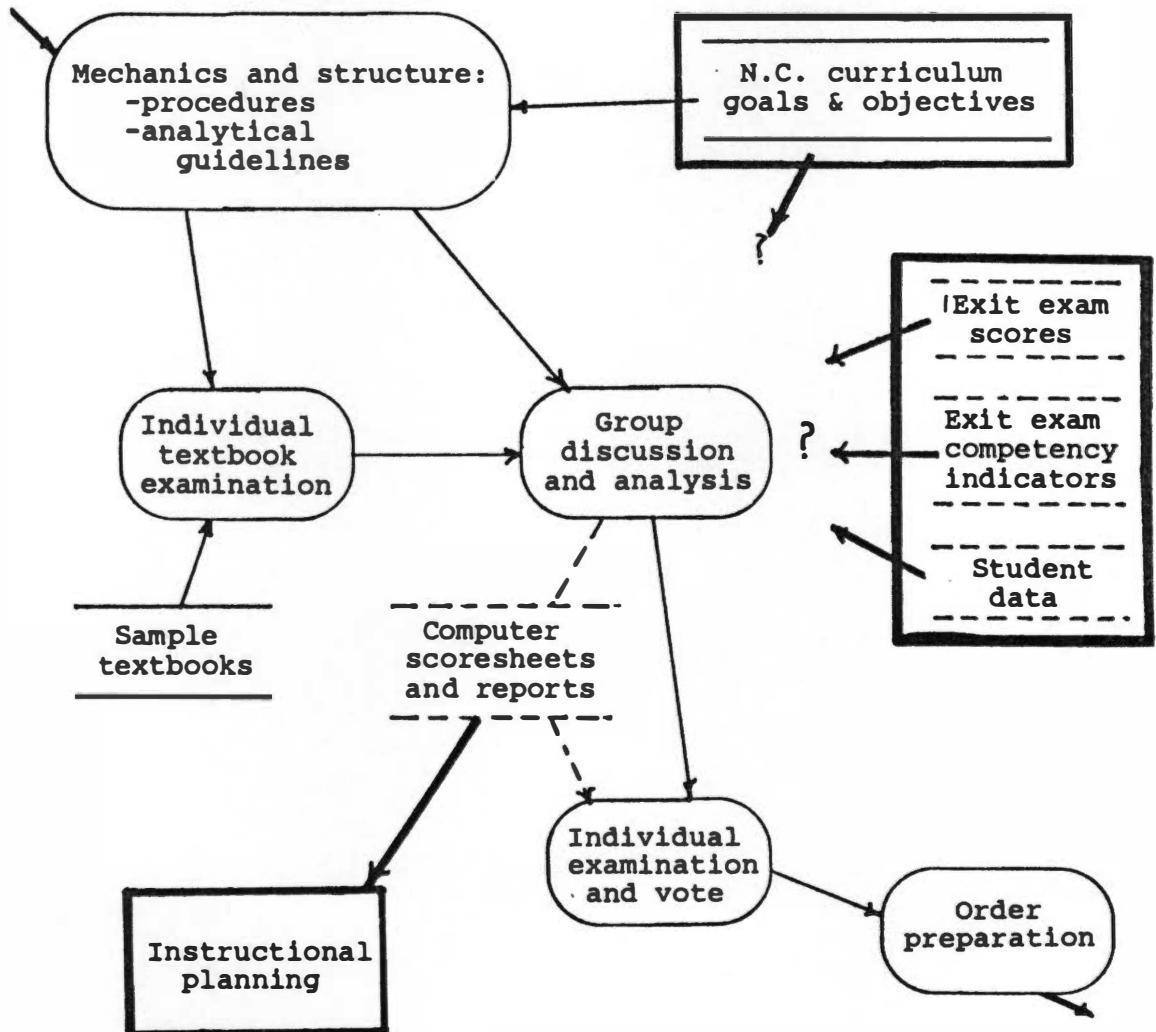 Mechanics and structure:
-procedures
-analytical
guidelines
N.C. curriculum
goals & objectives
?
Exit exam
scores
Exit exam
competency
indicators
Student
data
?
Individual
textbook
examination
Group
discussion
and analysis
Sample
textbooks
Computer
scoresheets
and reports
Individual
examination
and vote
Instructional
planning
Order
preparation